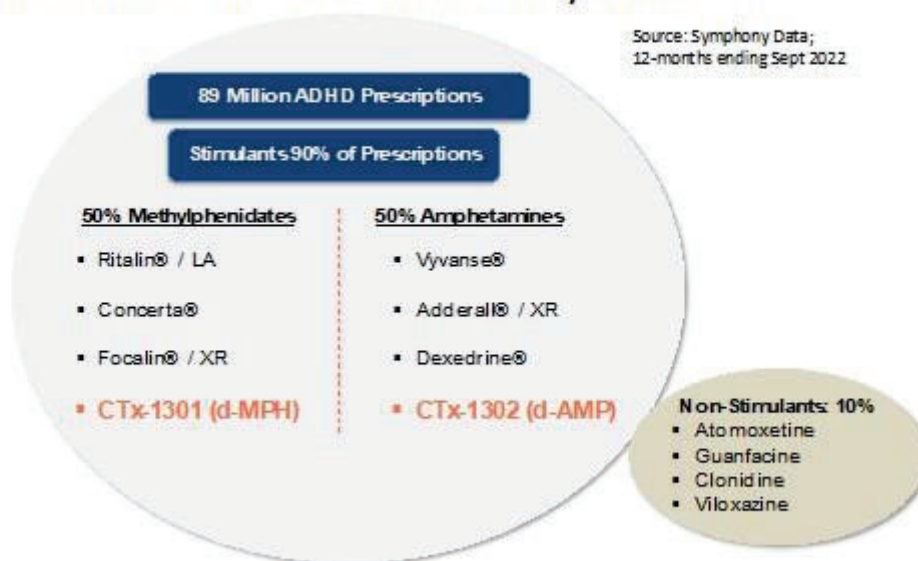 Source: Symphony Data;
12-months ending Sept 2022
89 Million ADHD Prescriptions
Stimulants 90% of Prescriptions
50% Methylphenidates
▪ Ritalin® / LA
▪ Concerta®
▪ Focalin® / XR
▪ CTx-1301 (d-MPH)
50% Amphetamines
▪ Vyvanse®
▪ Adderall® / XR
▪ Dexedrine®
▪ CTx-1302 (d-AMP)
Non-Stimulants: 10%
▪ Atomoxetine
▪ Guanfacine
▪ Clonidine
▪ Viloxazine